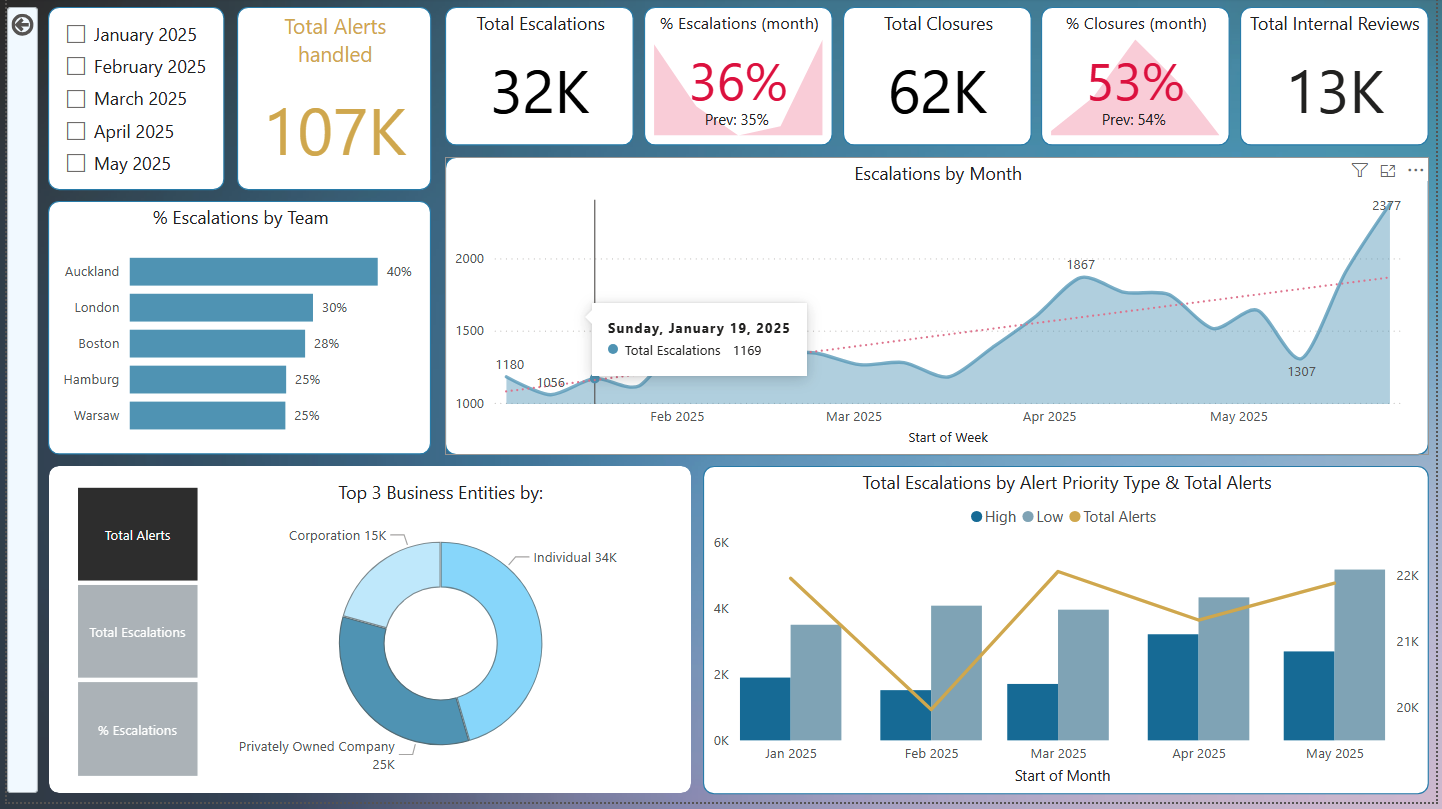 January 2025
February 2025
March 2025
April 2025
May 2025
Total Alerts
handled
107K
Total Escalations
32K
% Escalations (month)
36%
Prev: 35%
Total Closures
62K
% Closures (month)
53%
Prev: 54%
Total Internal Reviews
13K
% Escalations by Team
Auckland 40%
London 30%
Boston 28%
Hamburg 25%
Warsaw 25%
Escalations by Month
2377
2000
1867
1500
Sunday, January 19, 2025
Total Escalations 1169
1180
1056
1307
1000
Feb 2025 Mar 2025 Apr 2025 May 2025
Start of Week
Total Alerts
Total Escalations
% Escalations
Top 3 Business Entities by:
Corporation 15K
Individual 34K
Privately Owned Company
25K
Total Escalations by Alert Priority Type & Total Alerts
High Low Total Alerts
6K
4K
2K
0K
22K
21K
20K
Jan 2025 Feb 2025 Mar 2025 Apr 2025 May 2025
Start of Month